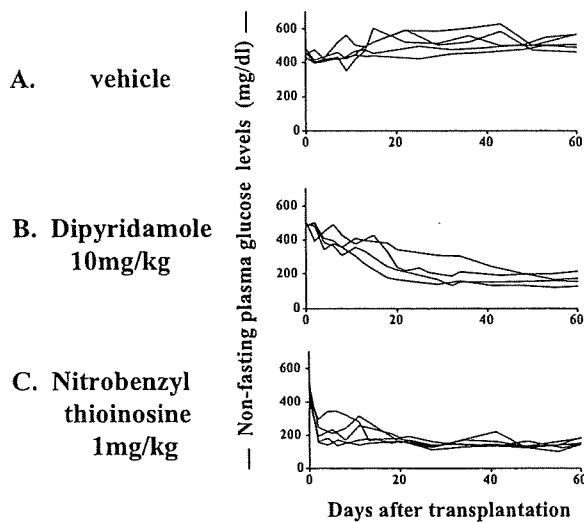 A. vehicle
— Non-fasting plasma glucose levels (mg/dl) —
600
400
200
0
0 20 40 60
B. Dipyridamole
10mg/kg
600
400
200
0
0 20 40 60
C. Nitrobenzyl
thioinosine
1mg/kg
600
400
200
0
0 20 40 60
Days after transplantation